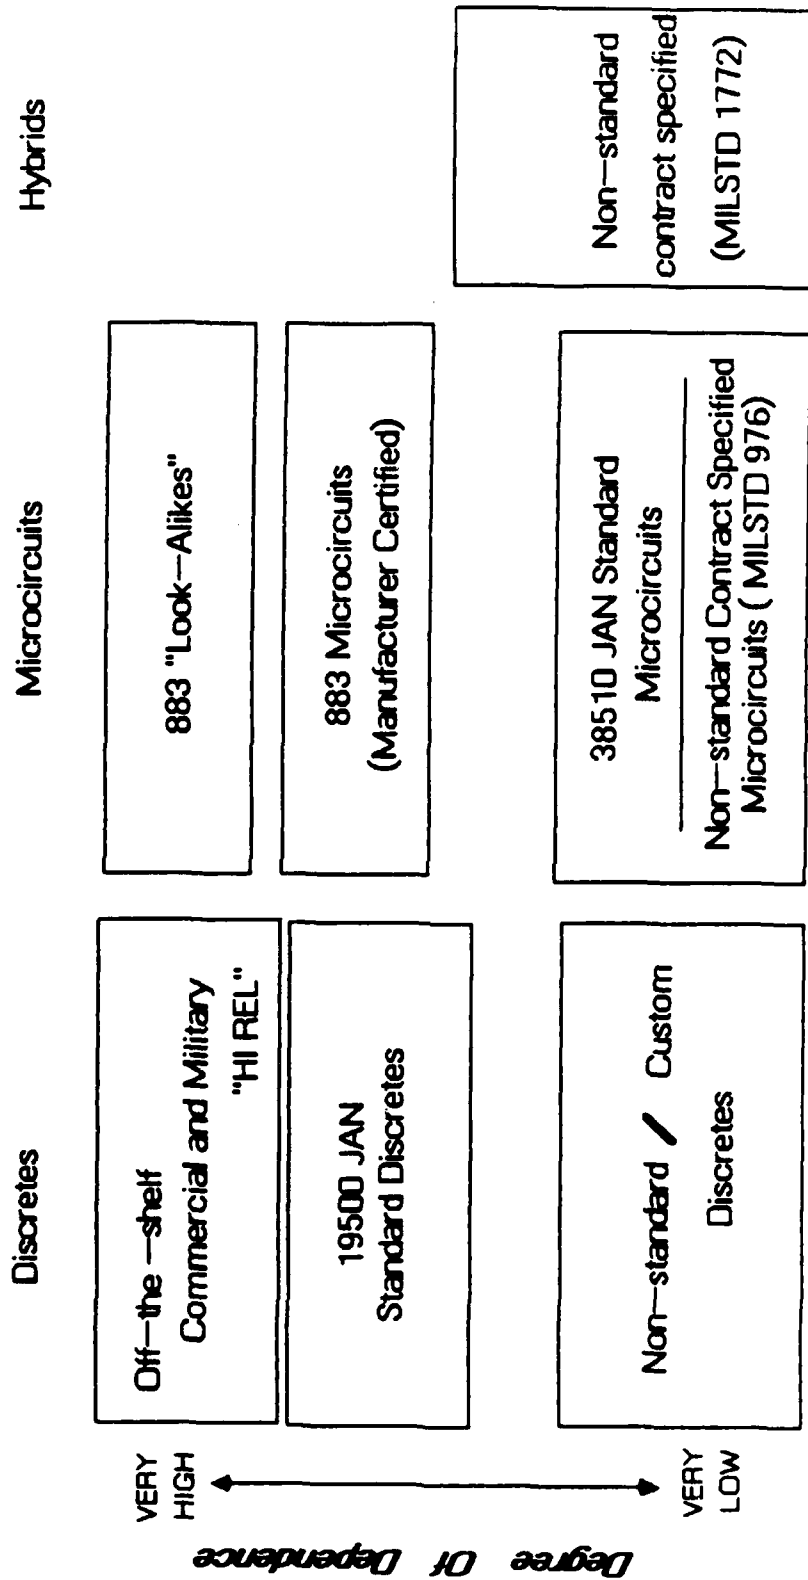 Discretes
Microcircuits
Hybrids
Degree Of Dependence
VERY
HIGH
VERY
LOW
Off—the —shelf
Commercial and Military
"HI REL"
19500 JAN
Standard Discretes
Non—standard / Custom
Discretes
883 "Look—Alikes"
883 Microcircuits
(Manufacturer Certified)
38510 JAN Standard
Microcircuits
Non—standard Contract Specified
Microcircuits ( MILSTD 976)
Non—standard
contract specified
(MILSTD 1772)